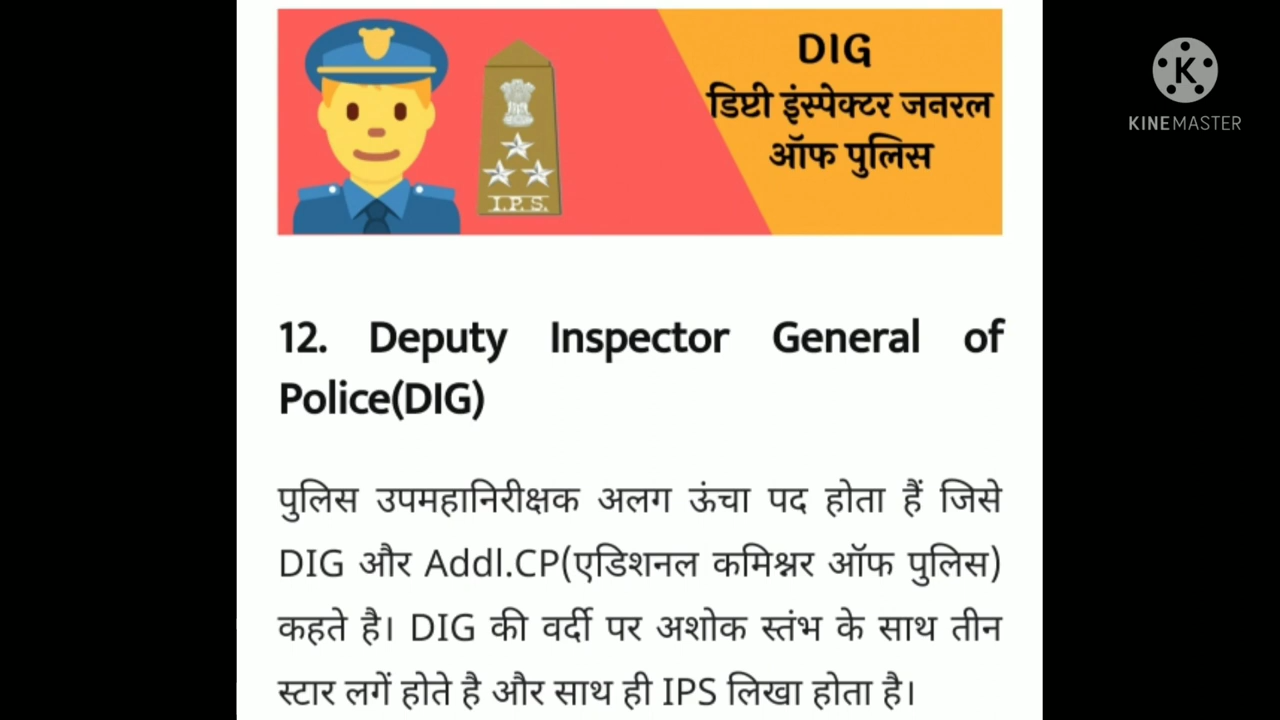 DIG
डिप्टी इंस्पेक्टर जनरल
ऑफ पुलिस
I.P.S.
K
KINEMASTER
12. Deputy Inspector General of
Police(DIG)
पुलिस उपमहानिरीक्षक अलग ऊंचा पद होता हैं जिसे
DIG और Addl.CP(एडिशनल कमिश्नर ऑफ पुलिस)
कहते है। DIG की वर्दी पर अशोक स्तंभ के साथ तीन
स्टार लगें होते है और साथ ही IPS लिखा होता है।